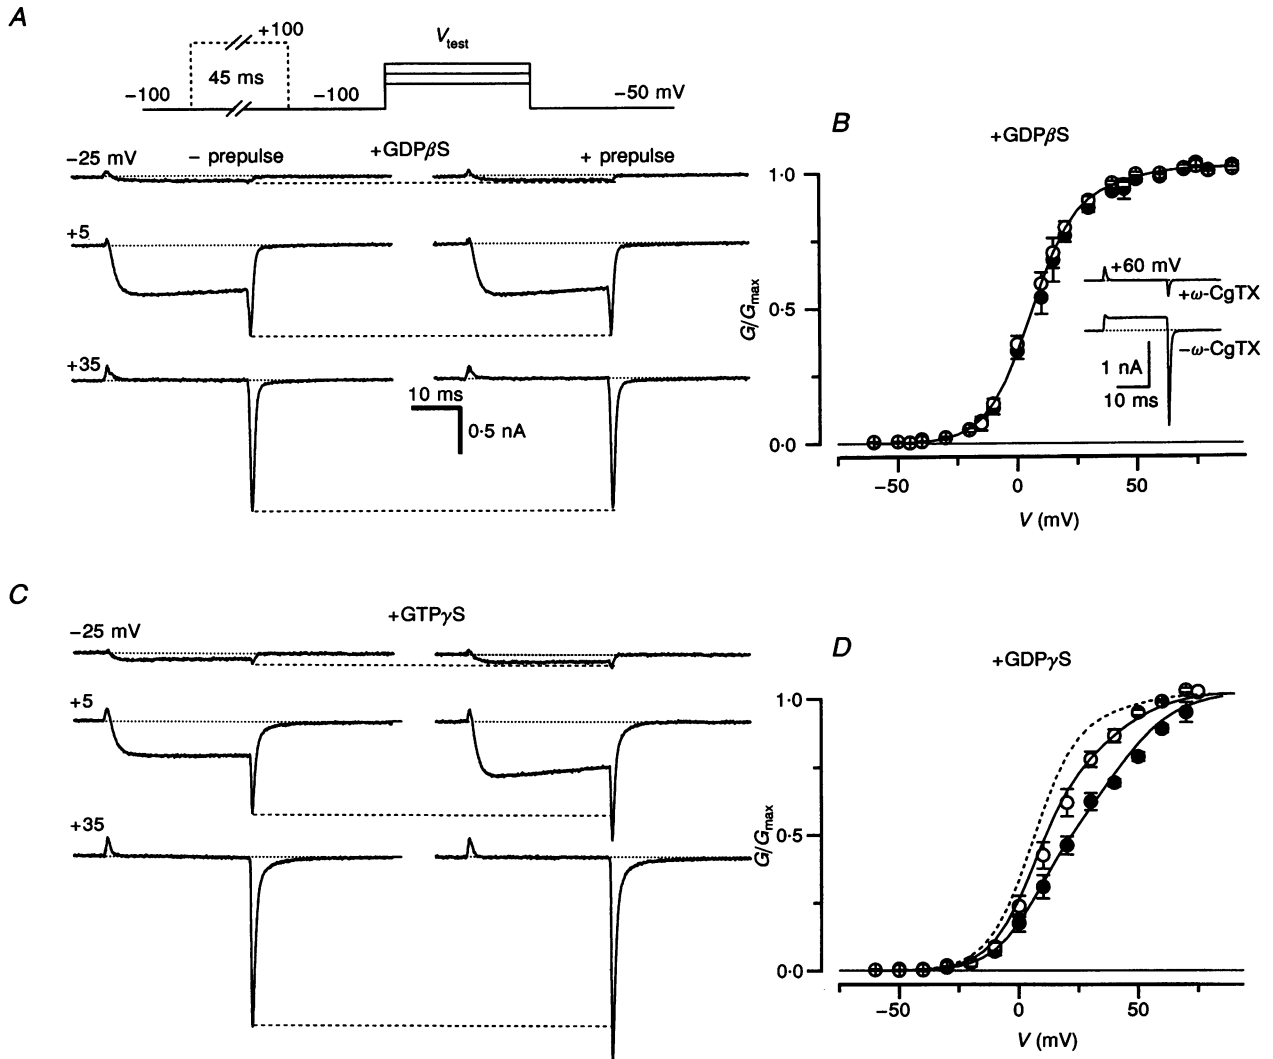 A
+100
V test
45 ms
−100
−100
−50 mV
+GDPβS
−25 mV
− prepulse
+ prepulse
+5
+35
10 ms
0·5 nA
B
+GDPβS
1·0
0·5
0·0
G/Gmax
+60 mV
+ω-CgTX
−ω-CgTX
1 nA
10 ms
−50
0
50
V (mV)
C
+GTPγS
−25 mV
+5
+35
D
+GDPγS
1·0
0·5
0·0
G/Gmax
−50
0
50
V (mV)